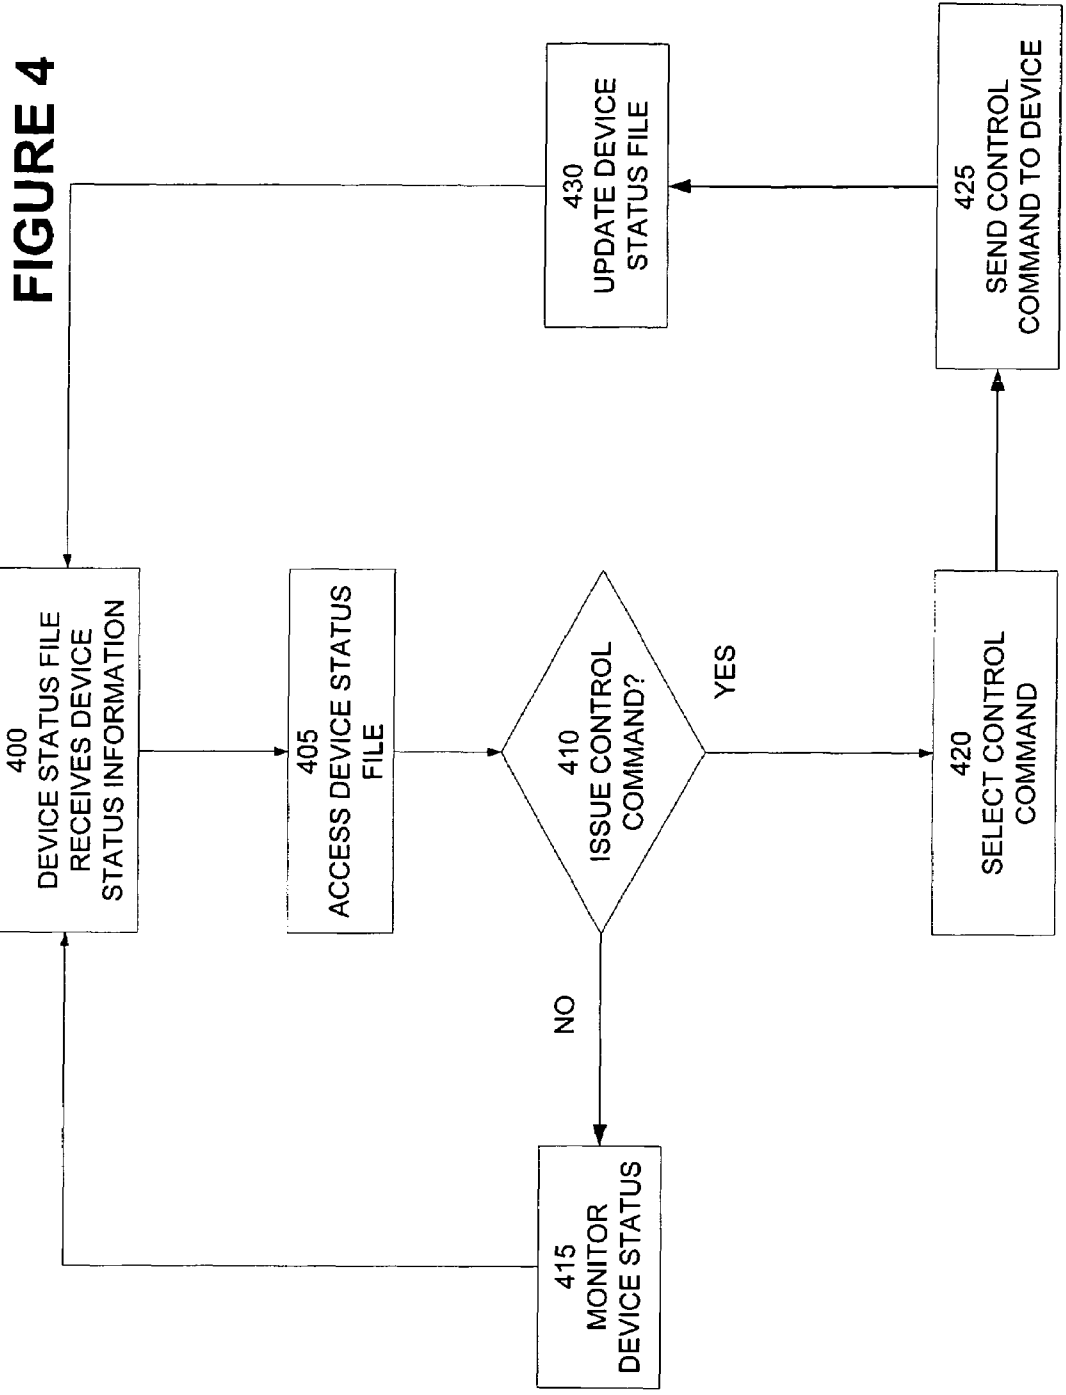 FIGURE 4
400
DEVICE STATUS FILE
RECEIVES DEVICE
STATUS INFORMATION
405
ACCESS DEVICE STATUS
FILE
410
ISSUE CONTROL
COMMAND?
NO
415
MONITOR
DEVICE STATUS
YES
420
SELECT CONTROL
COMMAND
425
SEND CONTROL
COMMAND TO DEVICE
430
UPDATE DEVICE
STATUS FILE